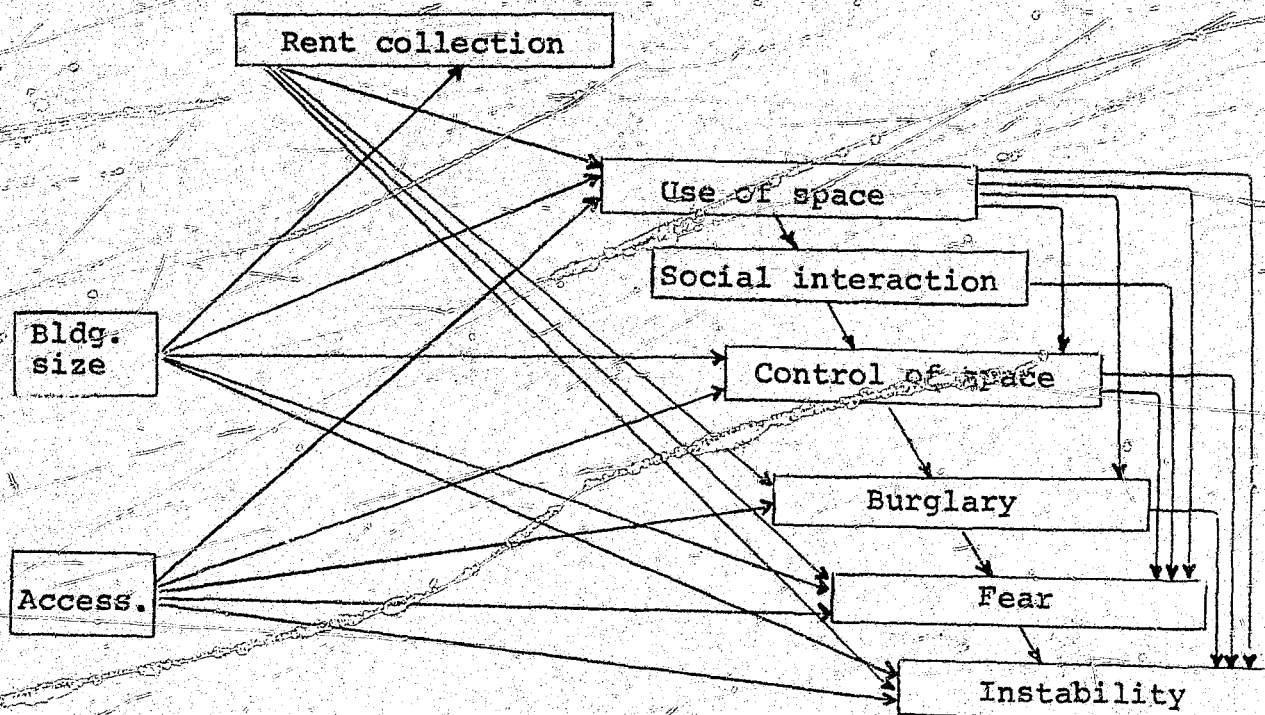 Rent collection
Use of space
Social interaction
Bldg.
size
Control of space
Burglary
Access.
Fear
Instability